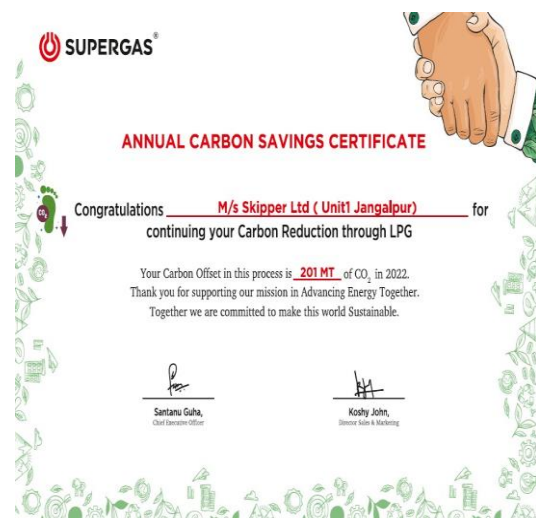 SUPERGAS®
ANNUAL CARBON SAVINGS CERTIFICATE
CO₂
Congratulations M/s Skipper Ltd ( Unit1 Jangalpur) for
continuing your Carbon Reduction through LPG
Your Carbon Offset in this process is 201 MT of CO₂ in 2022.
Thank you for supporting our mission in Advancing Energy Together.
Together we are committed to make this world Sustainable.
Santanu Guha,
Chief Executive Officer
Koshy John,
Director Sales & Marketing